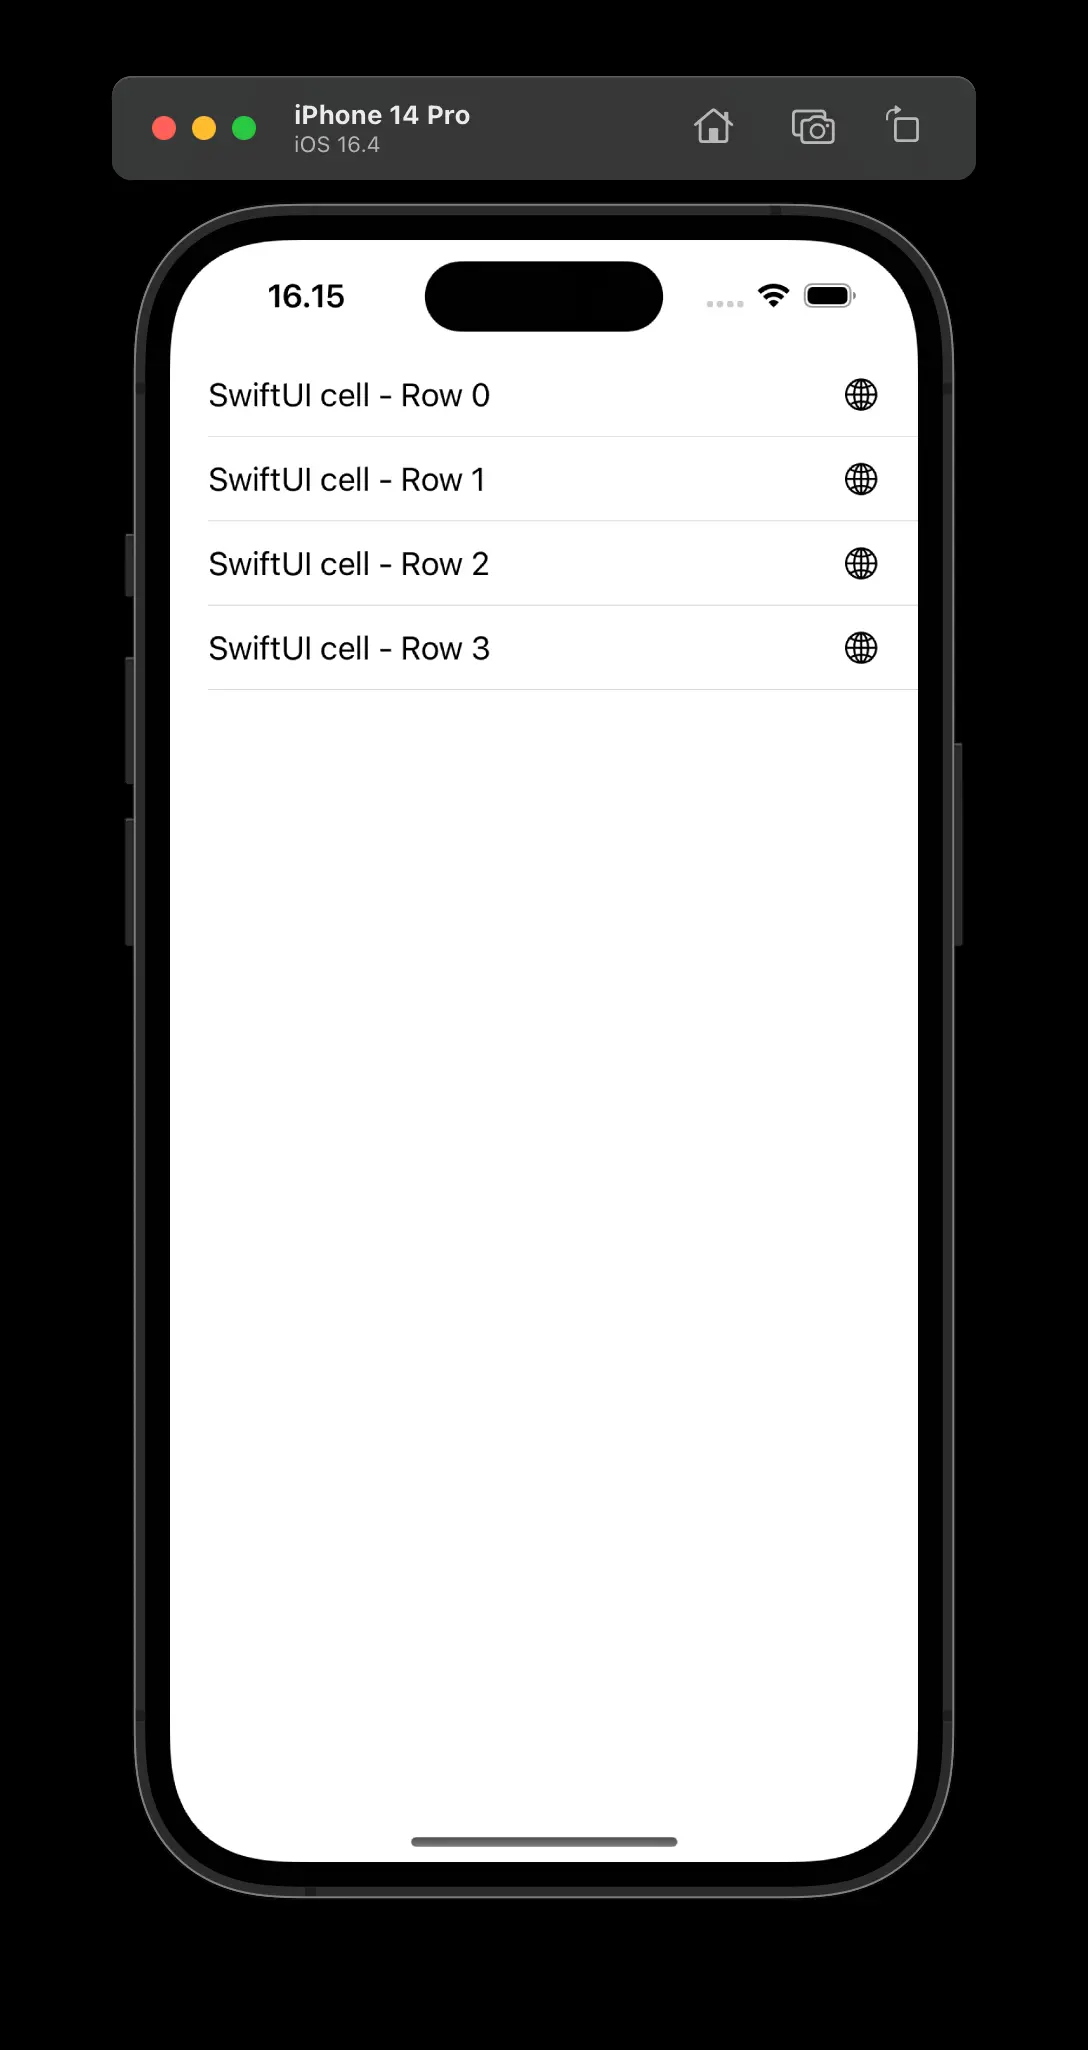 iPhone 14 Pro
iOS 16.4
16.15
SwiftUI cell - Row 0
SwiftUI cell - Row 1
SwiftUI cell - Row 2
SwiftUI cell - Row 3